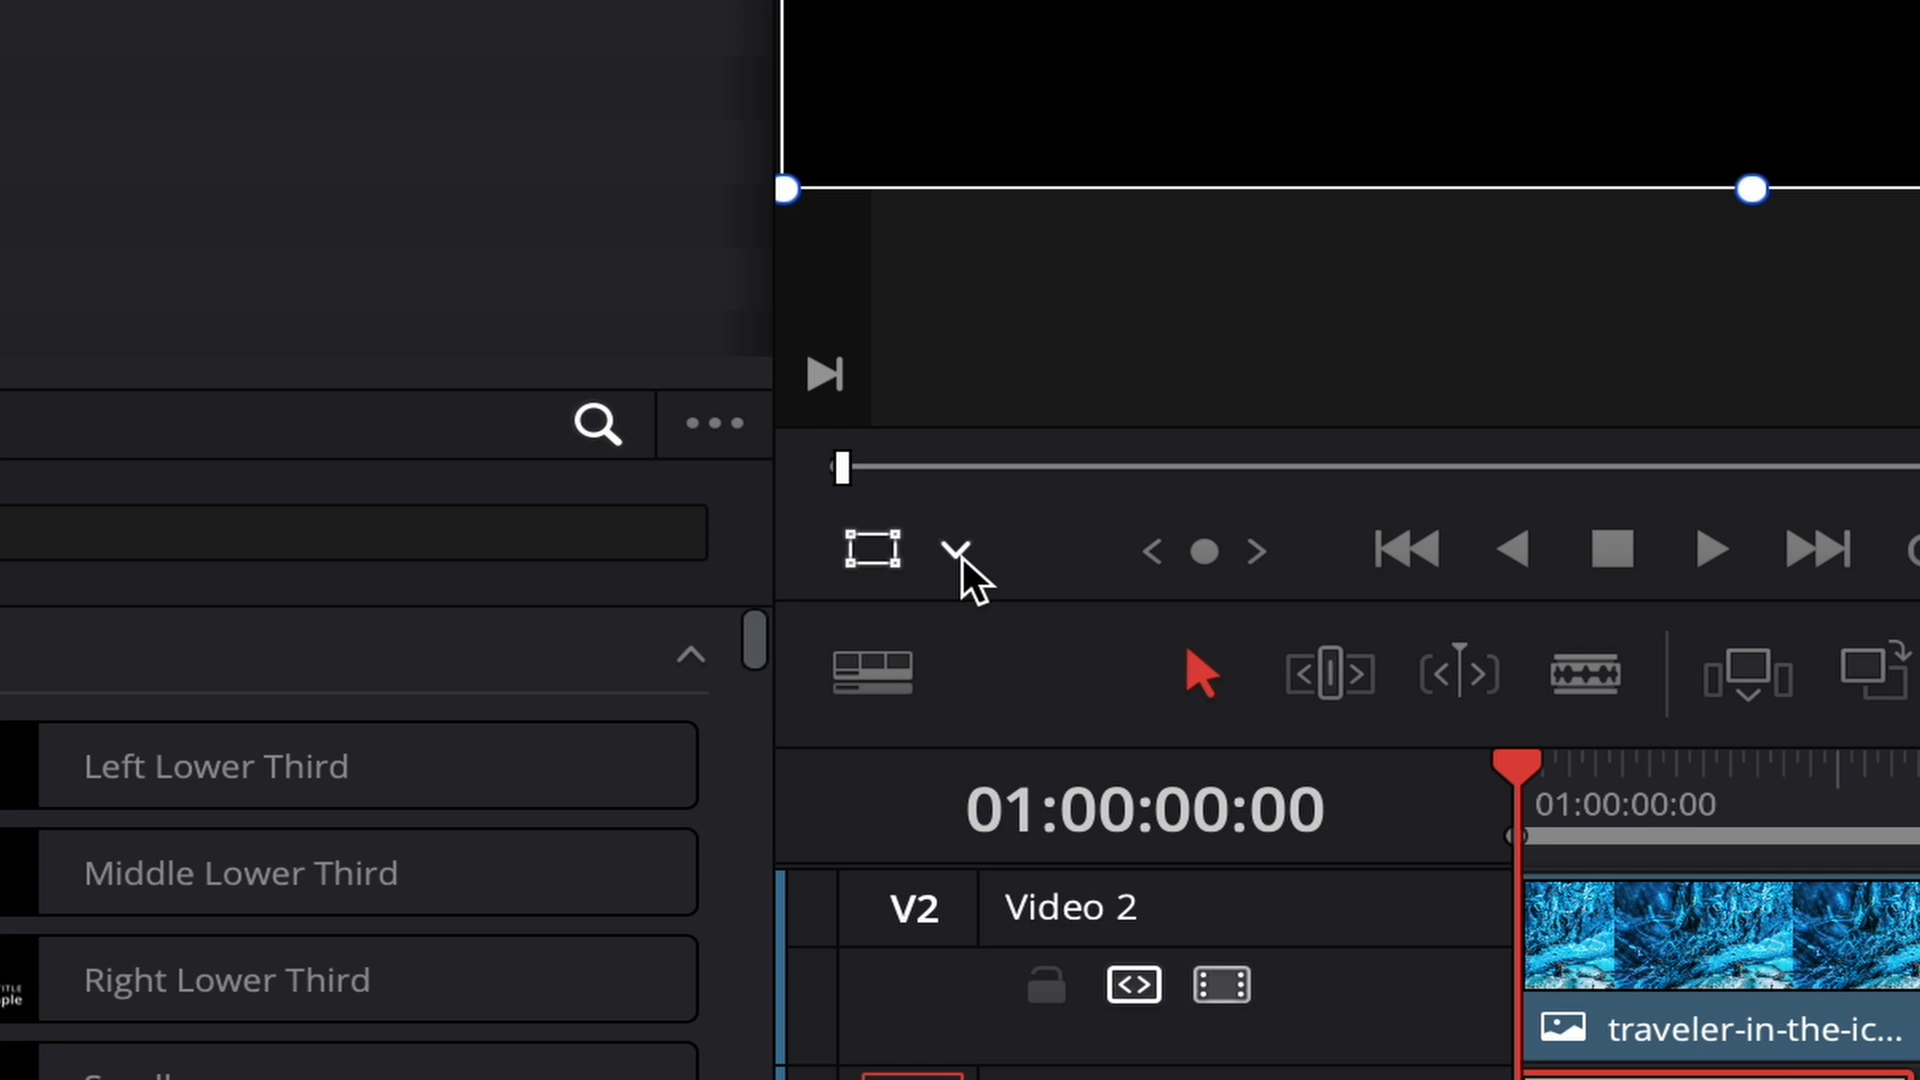 Left Lower Third
Middle Lower Third
Right Lower Third
01:00:00:00
01:00:00:00
V2
Video 2
traveler-in-the-ic...